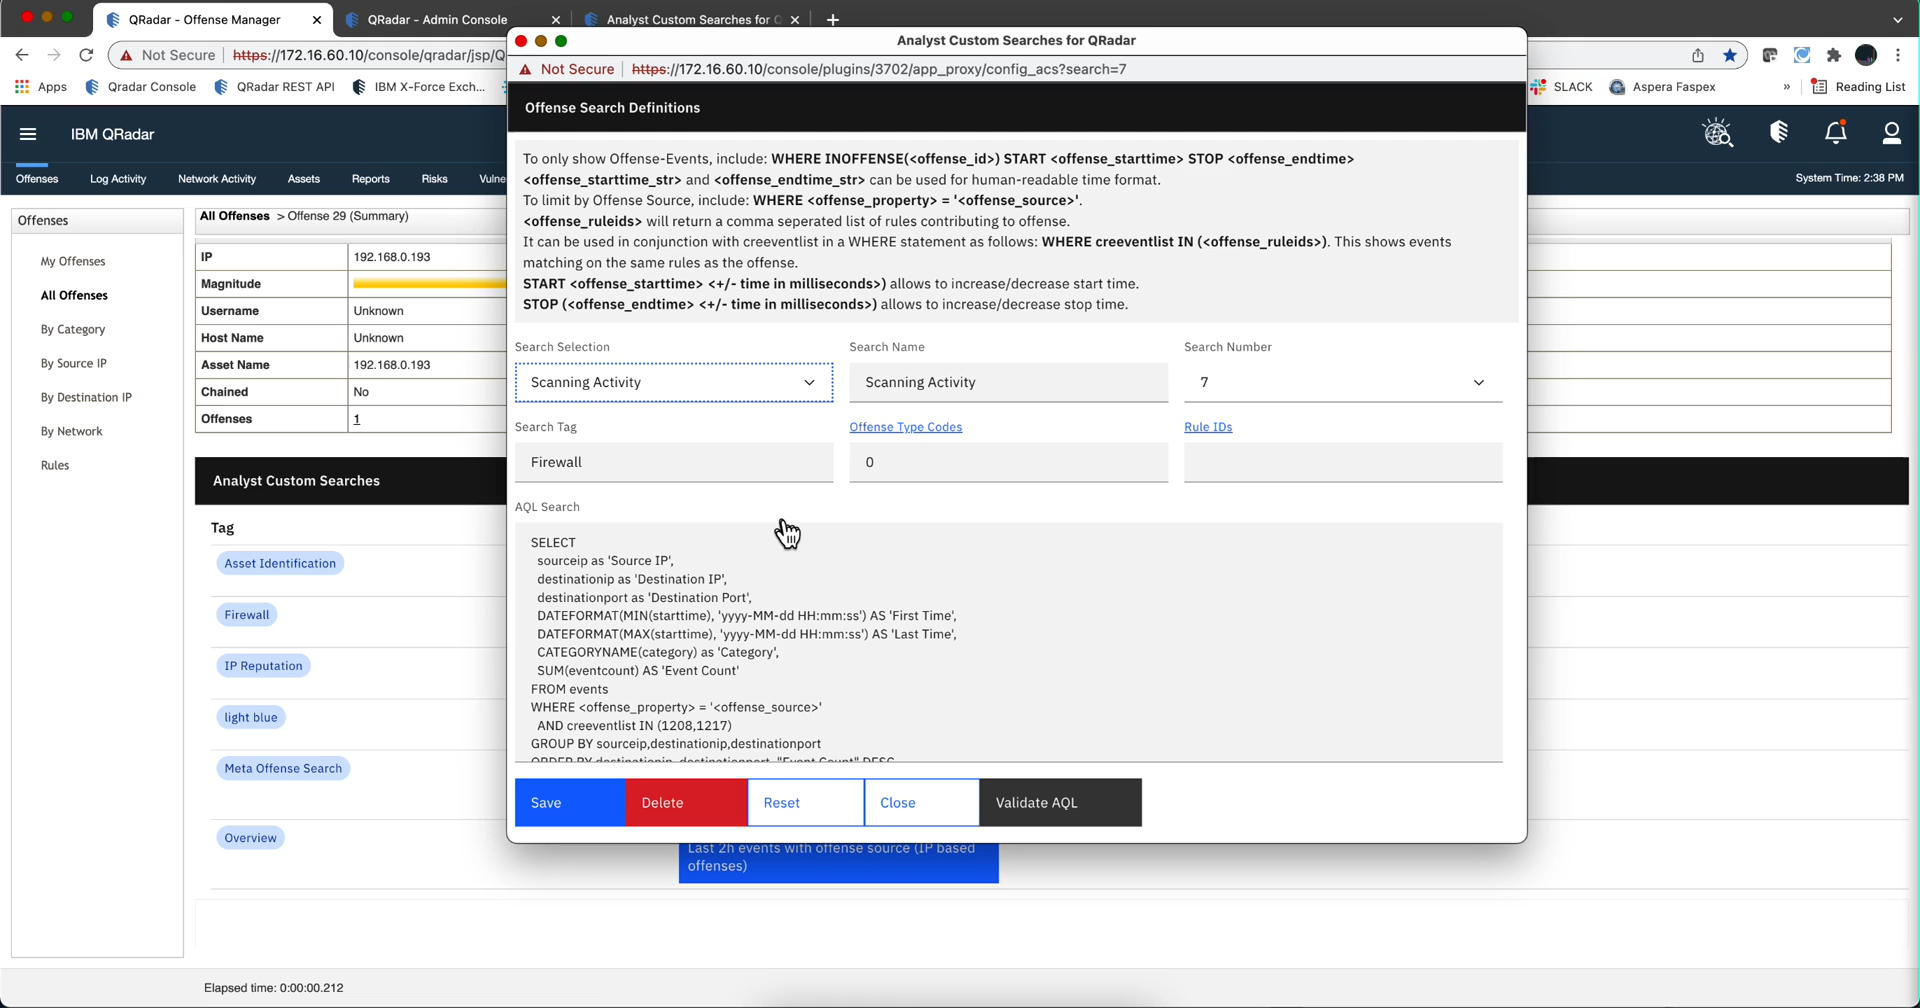 QRadar - Offense Manager
QRadar - Admin Console
Analyst Custom Searches for
Not Secure https://172.16.60.10/console/qradar/jsp/Q
Apps
Qradar Console
QRadar REST API
IBM X-Force Exch...
SLACK
Aspera Faspex
»
Reading List
IBM QRadar
Offenses
Log Activity
Network Activity
Assets
Reports
Risks
Vulne
System Time: 2:38 PM
Offenses
My Offenses
All Offenses
By Category
By Source IP
By Destination IP
By Network
Rules
All Offenses > Offense 29 (Summary)
IP 192.168.0.193
Magnitude
Username Unknown
Host Name Unknown
Asset Name 192.168.0.193
Chained No
Offenses 1
Analyst Custom Searches
Tag
Asset Identification
Firewall
IP Reputation
light blue
Meta Offense Search
Overview
Last 2h events with offense source (IP based
offenses)
Elapsed time: 0:00:00.212
Analyst Custom Searches for QRadar
Not Secure https://172.16.60.10/console/plugins/3702/app_proxy/config_acs?search=7
Offense Search Definitions
To only show Offense-Events, include: WHERE INOFFENSE(<offense_id>) START <offense_starttime> STOP <offense_endtime>
<offense_starttime_str> and <offense_endtime_str> can be used for human-readable time format.
To limit by Offense Source, include: WHERE <offense_property> = '<offense_source>'.
<offense_ruleids> will return a comma seperated list of rules contributing to offense.
It can be used in conjunction with creeventlist in a WHERE statement as follows: WHERE creeventlist IN (<offense_ruleids>). This shows events
matching on the same rules as the offense.
START <offense_starttime> <+/- time in milliseconds>) allows to increase/decrease start time.
STOP (<offense_endtime> <+/- time in milliseconds>) allows to increase/decrease stop time.
Search Selection
Scanning Activity
Search Name
Scanning Activity
Search Number
7
Search Tag
Firewall
Offense Type Codes
0
Rule IDs
AQL Search
SELECT
sourceip as 'Source IP',
destinationip as 'Destination IP',
destinationport as 'Destination Port',
DATEFORMAT(MIN(starttime), 'yyyy-MM-dd HH:mm:ss') AS 'First Time',
DATEFORMAT(MAX(starttime), 'yyyy-MM-dd HH:mm:ss') AS 'Last Time',
CATEGORYNAME(category) as 'Category',
SUM(eventcount) AS 'Event Count'
FROM events
WHERE <offense_property> = '<offense_source>'
AND creeventlist IN (1208,1217)
GROUP BY sourceip,destinationip,destinationport
ORDER BY destinationip, destinationport, "Event Count" DESC
Save
Delete
Reset
Close
Validate AQL